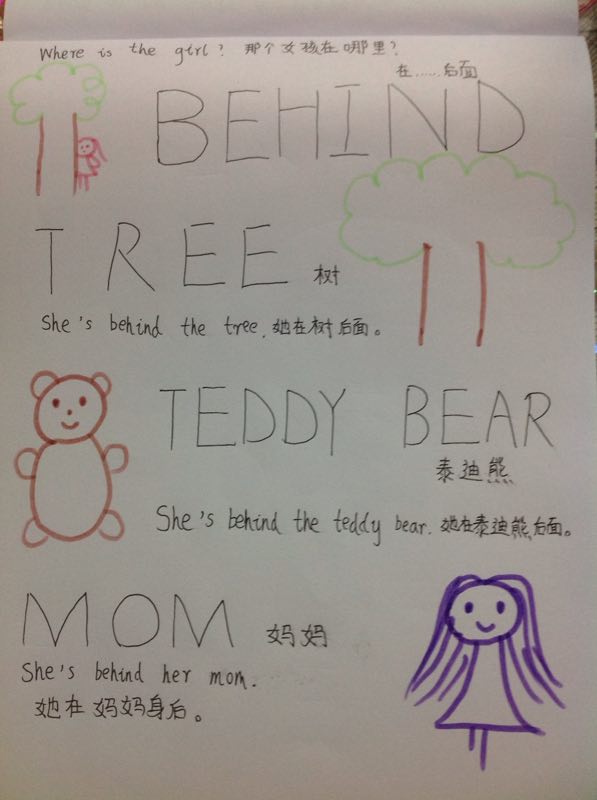 Where is the girl? 那个女孩在哪里?
在……后面
BEHIND
TREE 树
She's behind the tree. 她在树后面。
TEDDY BEAR
泰迪熊
She's behind the teddy bear. 她在泰迪熊后面。
MOM 妈妈
She's behind her mom.
她在妈妈身后。